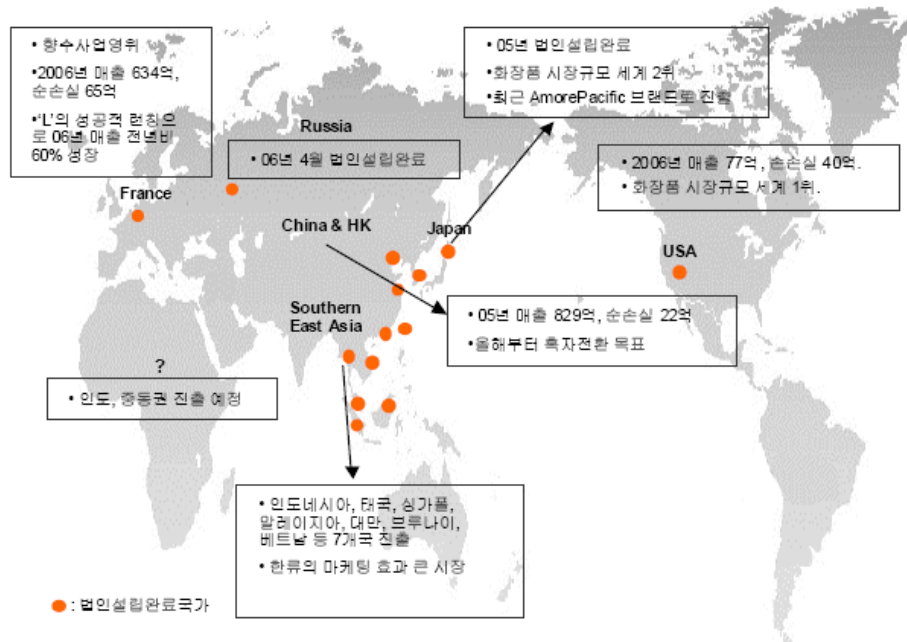 • 향수사업영위
• 2006년 매출 634억,
순손실 65억
• ‘L’의 성공적 런창으
로 06년 매출 전년비
60% 성장
France
Russia
• 06년 4월 법인설립완료
• 05년 법인설립완료
• 화장품 시장규모 세계 2위
• 최근 AmorePacific 브랜드로 진출
• 2006년 매출 77억, 손손실 40억.
• 화장품 시장규모 세계 1위.
USA
China & HK
Japan
• 05년 매출 829억, 순손실 22억
• 올해부터 흑자전환 목표
Southern
East Asia
?
• 인도, 중동권 진출 예정
• 인도네시아, 태국, 싱가폴,
말레이지아, 대만, 브루나이,
베트남 등 7개국 진출
• 한류의 마케팅 효과 큰 시장
: 법인설립완료국가